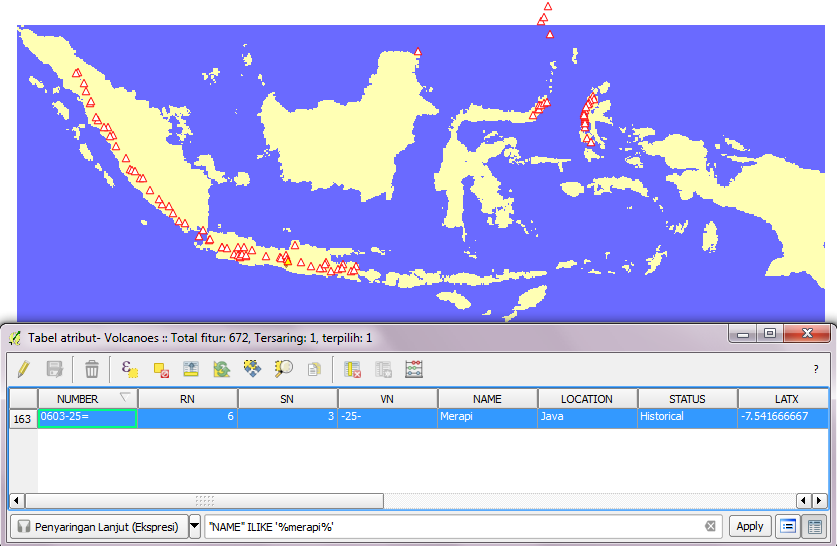 Tabel atribut- Volcanoes :: Total fitur: 672, Tersaring: 1, terpilih: 1
ε
?
NUMBER RN SN VN NAME LOCATION STATUS LATX
163 0603-25= 6 3 -25- Merapi Java Historical -7.541666667
Penyaringan Lanjut (Ekspresi) "NAME" ILIKE '%merapi%' Apply